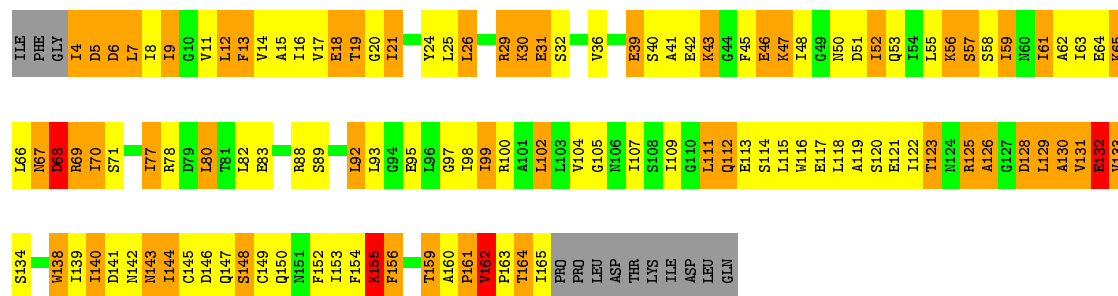 ILE PHE GLY I4 D5 D6 L7 I8 I9 G10 V11 L12 F13 V14 A15 I16 V17 E18 T19 G20 I21 Y24 L25 L26 R29 K30 E31 S32 V36 E39 S40 A41 E42 K43 G44 F45 E46 K47 I48 G49 N50 D51 I52 Q53 I54 L55 K56 S57 S58 I59 N60 I61 A62 I63 E64 K65
L66 N67 D68 R69 I70 S71 I77 R78 D79 L80 T81 L82 E83 R88 S89 L92 L93 G94 E95 L96 G97 I98 I99 R100 A101 L102 L103 V104 G105 N106 I107 S108 I109 G110 L111 Q112 E113 S114 L115 W116 E117 L118 A119 S120 E121 I122 T123 N124 R125 A126 G127 D128 L129 A130 V131 E132 V133
S134 W138 I139 I140 D141 N142 N143 I144 C145 D146 Q147 S148 C149 Q150 N151 F152 I153 F154 K155 F156 T159 A160 P161 V162 P163 T164 I165 PRO PRO LEU ASP THR LYS ILE ASP LEU GLN